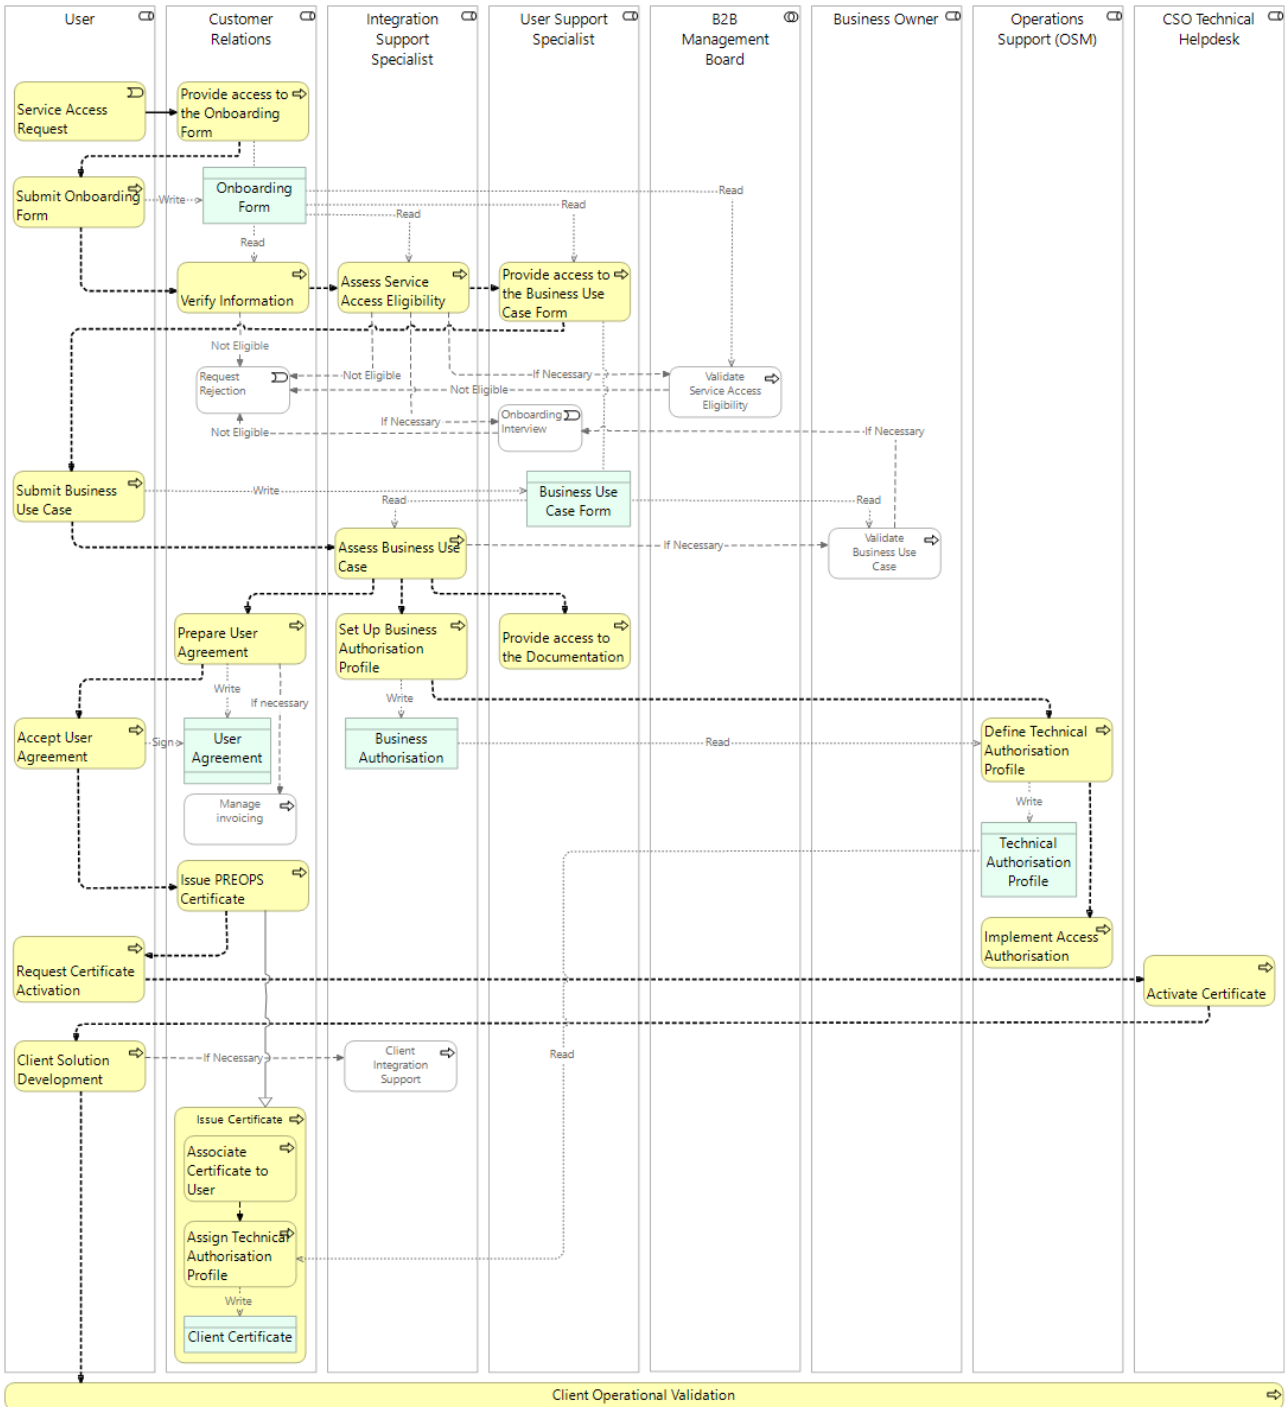 User
Customer
Relations
Integration
Support
Specialist
User Support
Specialist
B2B
Management
Board
Business Owner
Operations
Support (OSM)
CSO Technical
Helpdesk
Service Access
Request
Provide access to
the Onboarding
Form
Submit Onboarding
Form
Write
Onboarding
Form
Read
Read
Read
Read
Verify Information
Assess Service
Access Eligibility
Provide access to
the Business Use
Case Form
Not Eligible
Request
Rejection
Not Eligible
If Necessary
Not Eligible
Validate
Service Access
Eligibility
Not Eligible
If Necessary
Onboarding
Interview
If Necessary
Submit Business
Use Case
Write
Business Use
Case Form
Read
Read
Assess Business Use
Case
If Necessary
Validate
Business Use
Case
Prepare User
Agreement
Set Up Business
Authorisation
Profile
Provide access to
the Documentation
Write
If necessary
Write
Accept User
Agreement
Sign
User
Agreement
Business
Authorisation
Read
Define Technical
Authorisation
Profile
Manage
invoicing
Write
Technical
Authorisation
Profile
Issue PREOPS
Certificate
Implement Access
Authorisation
Request Certificate
Activation
Activate Certificate
Client Solution
Development
If Necessary
Client
Integration
Support
Read
Issue Certificate
Associate
Certificate to
User
Assign Technical
Authorisation
Profile
Write
Client Certificate
Client Operational Validation